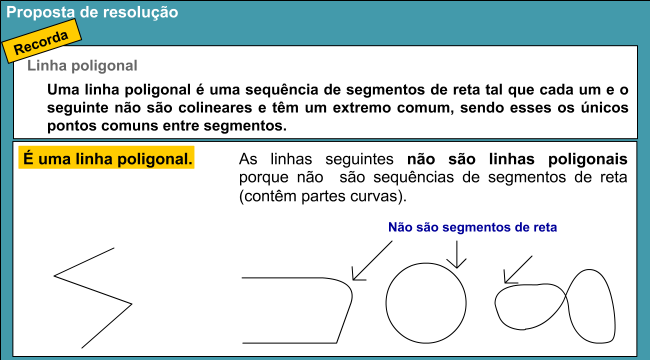 Proposta de resolução
Recorda
Linha poligonal
Uma linha poligonal é uma sequência de segmentos de reta tal que cada um e o
seguinte não são colineares e têm um extremo comum, sendo esses os únicos
pontos comuns entre segmentos.
É uma linha poligonal.
As linhas seguintes não são linhas poligonais
porque não são sequências de segmentos de reta
(contêm partes curvas).
Não são segmentos de reta